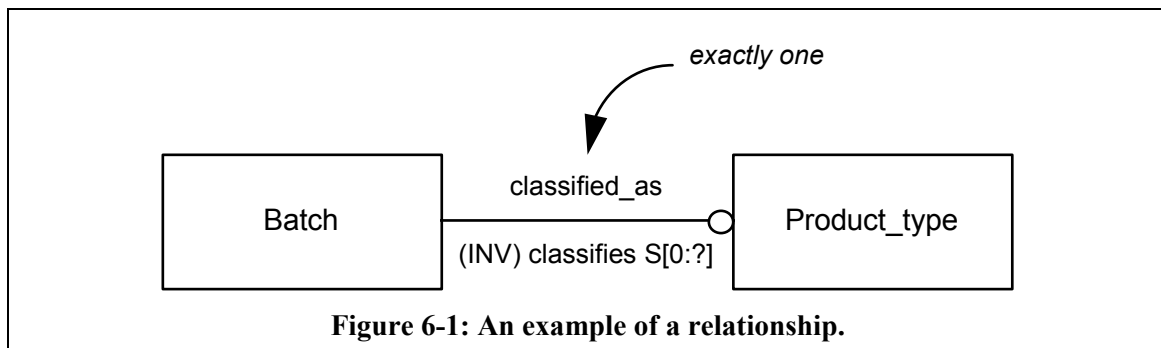 exactly one
classified_as
Batch
Product_type
(INV) classifies S[0:?]
Figure 6-1: An example of a relationship.